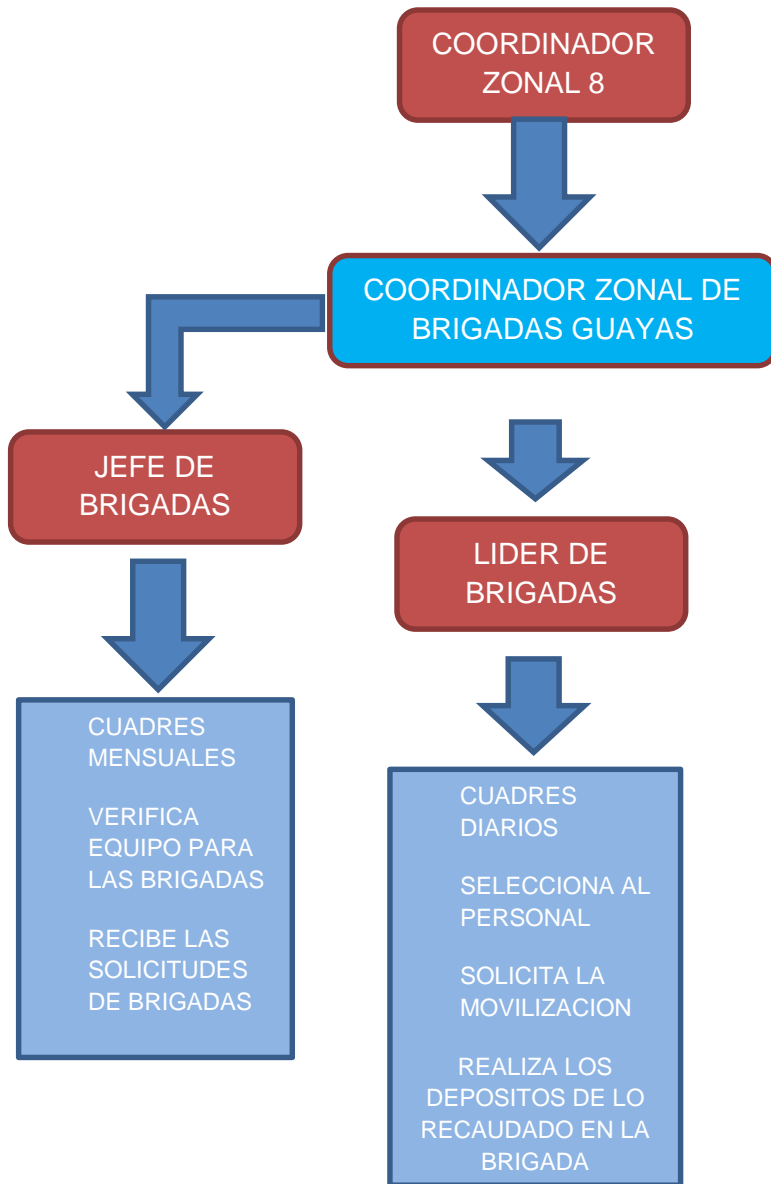 COORDINADOR
ZONAL 8
COORDINADOR ZONAL DE
BRIGADAS GUAYAS
JEFE DE
BRIGADAS
LIDER DE
BRIGADAS
CUADRES
MENSUALES
VERIFICA
EQUIPO PARA
LAS BRIGADAS
RECIBE LAS
SOLICITUDES
DE BRIGADAS
CUADRES
DIARIOS
SELECCIONA AL
PERSONAL
SOLICITA LA
MOVILIZACION
REALIZA LOS
DEPOSITOS DE LO
RECAUDADO EN LA
BRIGADA